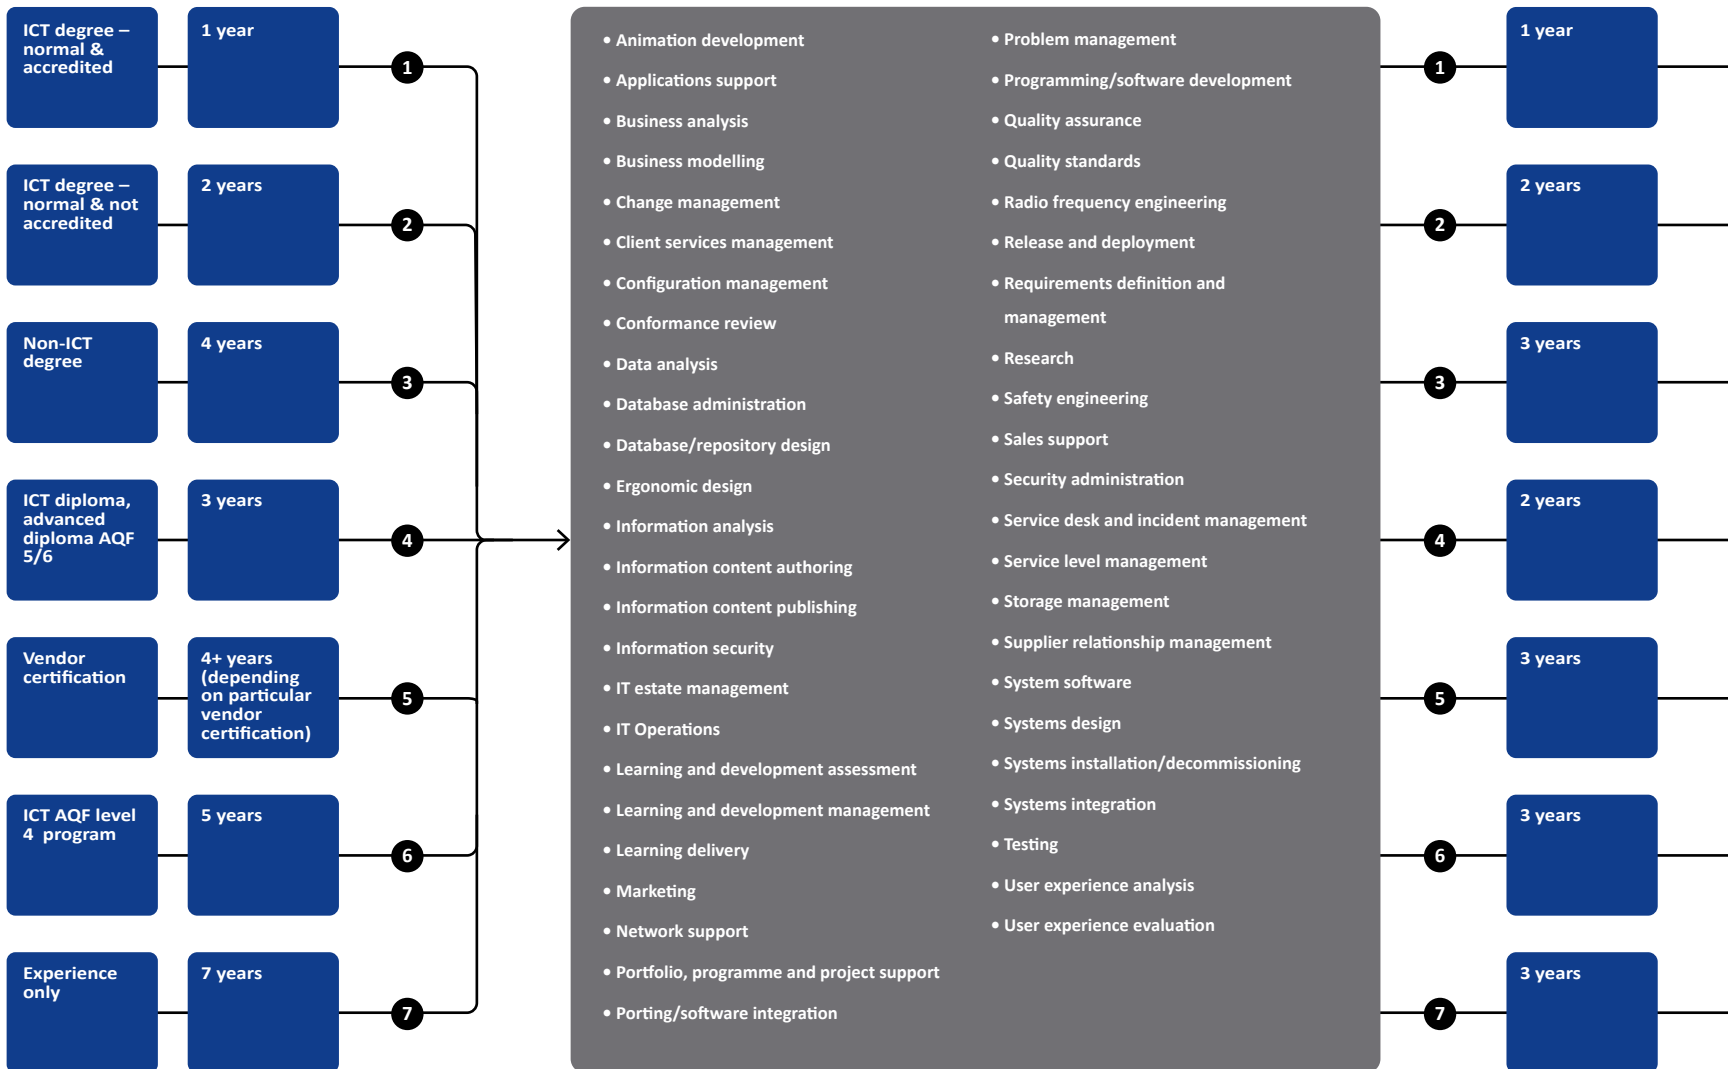 ICT degree –
normal &
accredited
1 year
1
ICT degree –
normal & not
accredited
2 years
2
Non-ICT
degree
4 years
3
ICT diploma,
advanced
diploma AQF
5/6
3 years
4
Vendor
certification
4+ years
(depending
on particular
vendor
certification)
5
ICT AQF level
4 program
5 years
6
Experience
only
7 years
7
• Animation development
• Applications support
• Business analysis
• Business modelling
• Change management
• Client services management
• Configuration management
• Conformance review
• Data analysis
• Database administration
• Database/repository design
• Ergonomic design
• Information analysis
• Information content authoring
• Information content publishing
• Information security
• IT estate management
• IT Operations
• Learning and development assessment
• Learning and development management
• Learning delivery
• Marketing
• Network support
• Portfolio, programme and project support
• Porting/software integration
• Problem management
• Programming/software development
• Quality assurance
• Quality standards
• Radio frequency engineering
• Release and deployment
• Requirements definition and
management
• Research
• Safety engineering
• Sales support
• Security administration
• Service desk and incident management
• Service level management
• Storage management
• Supplier relationship management
• System software
• Systems design
• Systems installation/decommissioning
• Systems integration
• Testing
• User experience analysis
• User experience evaluation
1
1 year
2
2 years
3
3 years
4
2 years
5
3 years
6
3 years
7
3 years